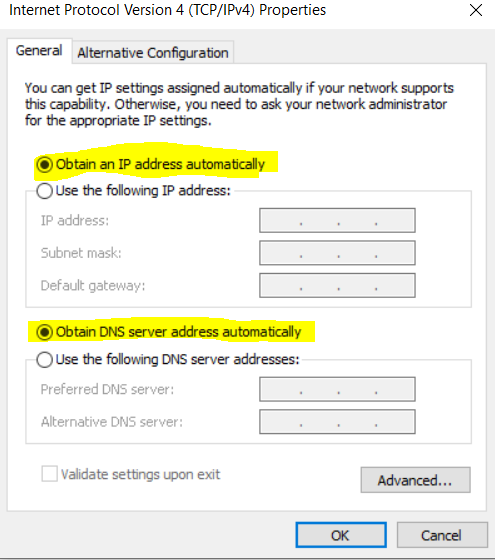 Internet Protocol Version 4 (TCP/IPv4) Properties
General
Alternative Configuration
You can get IP settings assigned automatically if your network supports
this capability. Otherwise, you need to ask your network administrator
for the appropriate IP settings.
Obtain an IP address automatically
Use the following IP address:
IP address:
Subnet mask:
Default gateway:
Obtain DNS server address automatically
Use the following DNS server addresses:
Preferred DNS server:
Alternative DNS server:
Validate settings upon exit
Advanced...
OK
Cancel